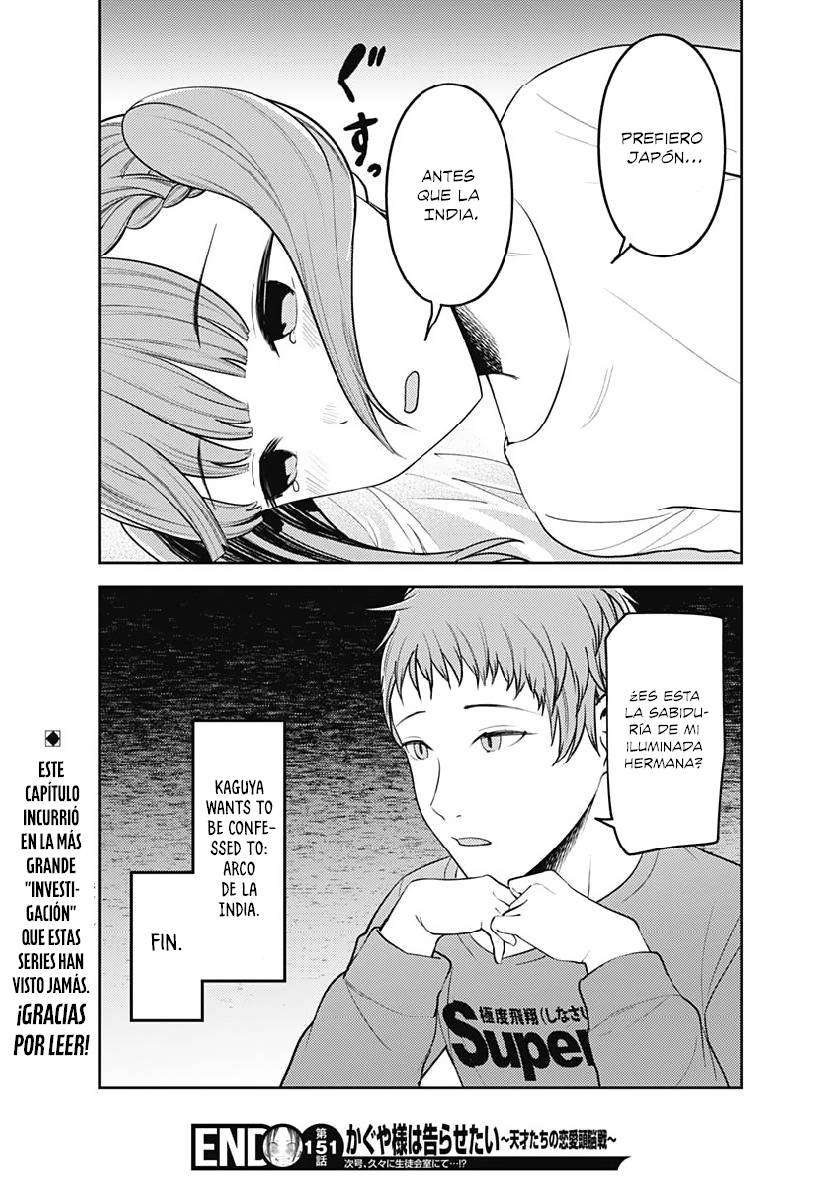 PREFIERO
JAPÓN...
ANTES
QUE LA
INDIA.
ぐすっ
¿ES ESTA
LA SABIDU-
RÍA DE MI
ILUMINADA
HERMANA?
KAGUYA
WANTS TO
BE CONFE-
SSED TO:
ARCO
DE LA
INDIA.
FIN.
ESTE
CAPÍTULO
INCURRIÓ
EN LA MÁS
GRANDE
"INVESTI-
GACIÓN"
QUE ESTAS
SERIES HAN
VISTO JAMÁS.
¡GRACIAS
POR LEER!
極度飛翔(しなさい
Super
END 第151話 かぐや様は告らせたい~天才たちの恋愛頭脳戦~
次号、久々に生徒会室にて…!?